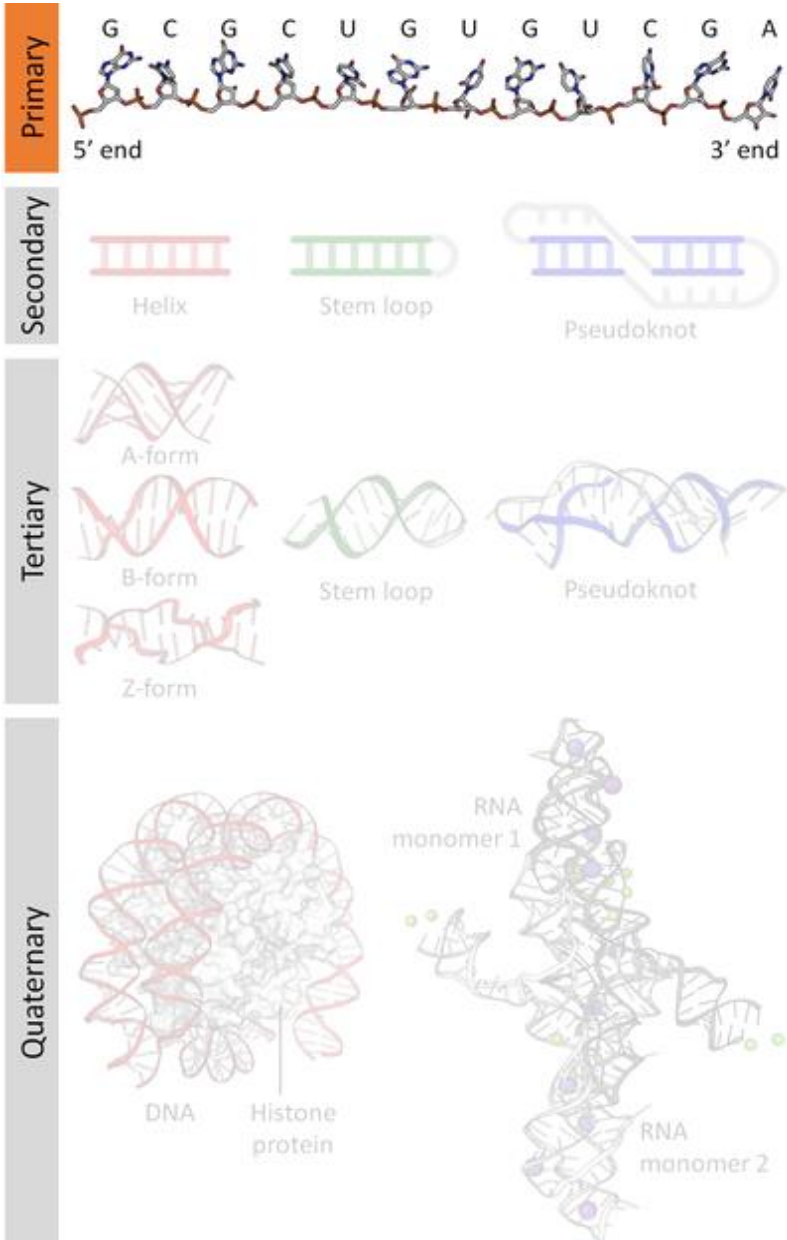 Primary
G C G C U G U G U C G A
5' end 3' end
Secondary
Helix
Stem loop
Pseudoknot
Tertiary
A-form
B-form
Z-form
Stem loop
Pseudoknot
Quaternary
DNA
Histone
protein
RNA
monomer 1
RNA
monomer 2